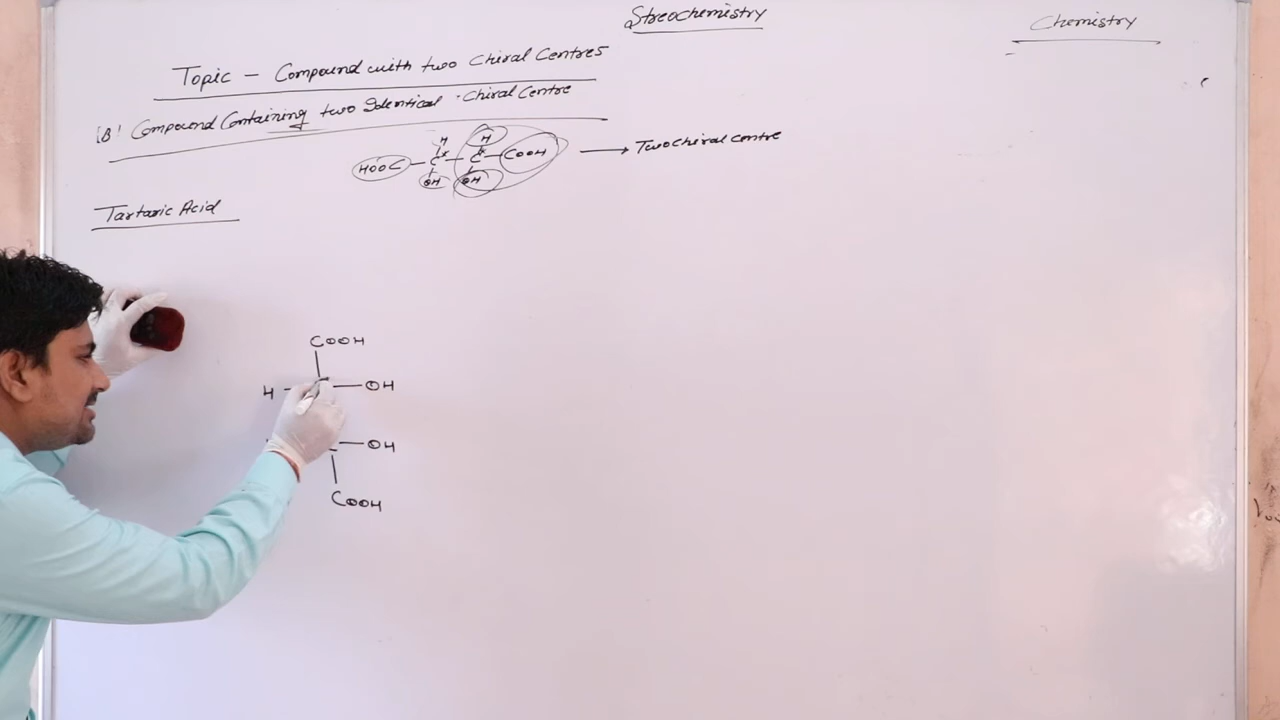 Streochemistry
Chemistry
Topic - Compound with two Chiral Centres
(B) Compound Containing two Identical Chiral Centre
H H
HOOC - C* - C* - COOH → Two chiral centre
OH OH
Tartaric Acid
COOH
H OH
OH
COOH